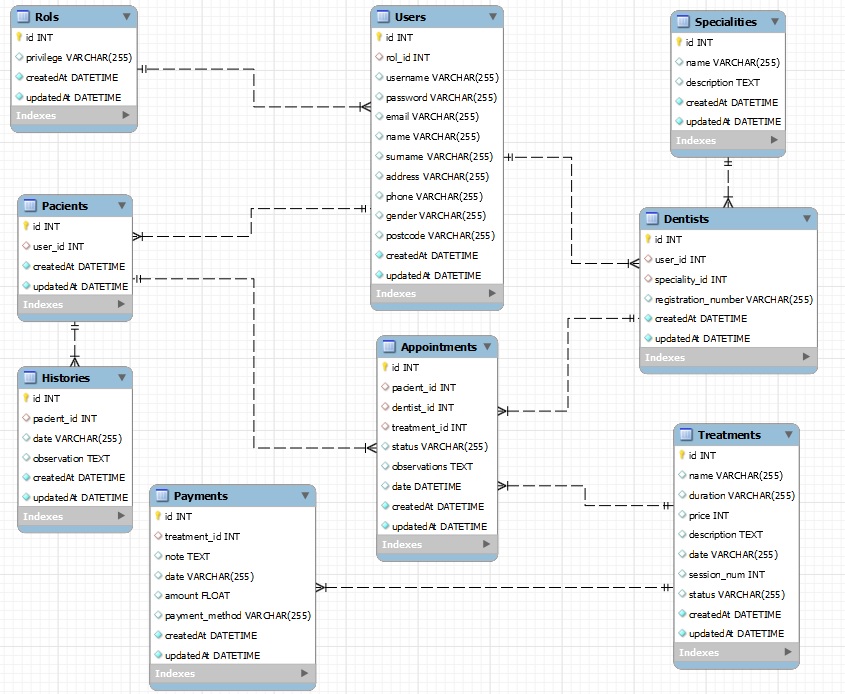 Rols
id INT
privilege VARCHAR(255)
createdAt DATETIME
updatedAt DATETIME
Indexes
Users
id INT
rol_id INT
username VARCHAR(255)
password VARCHAR(255)
email VARCHAR(255)
name VARCHAR(255)
surname VARCHAR(255)
address VARCHAR(255)
phone VARCHAR(255)
gender VARCHAR(255)
postcode VARCHAR(255)
createdAt DATETIME
updatedAt DATETIME
Indexes
Specialities
id INT
name VARCHAR(255)
description TEXT
createdAt DATETIME
updatedAt DATETIME
Indexes
Pacients
id INT
user_id INT
createdAt DATETIME
updatedAt DATETIME
Indexes
Dentists
id INT
user_id INT
speciality_id INT
registration_number VARCHAR(255)
createdAt DATETIME
updatedAt DATETIME
Indexes
Histories
id INT
pacient_id INT
date VARCHAR(255)
observation TEXT
createdAt DATETIME
updatedAt DATETIME
Indexes
Appointments
id INT
pacient_id INT
dentist_id INT
treatment_id INT
status VARCHAR(255)
observations TEXT
date DATETIME
createdAt DATETIME
updatedAt DATETIME
Indexes
Treatments
id INT
name VARCHAR(255)
duration VARCHAR(255)
price INT
description TEXT
date VARCHAR(255)
session_num INT
status VARCHAR(255)
createdAt DATETIME
updatedAt DATETIME
Indexes
Payments
id INT
treatment_id INT
note TEXT
date VARCHAR(255)
amount FLOAT
payment_method VARCHAR(255)
createdAt DATETIME
updatedAt DATETIME
Indexes